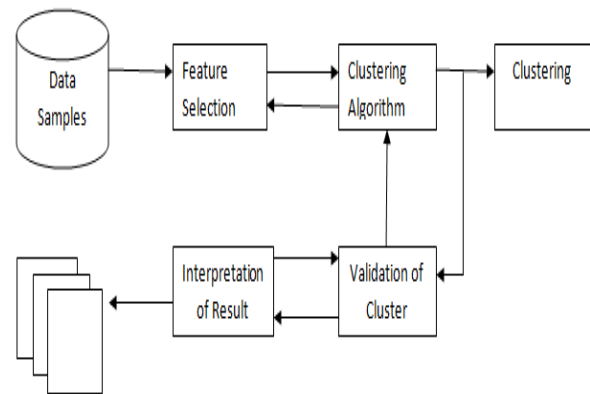 Data
Samples
Feature
Selection
Clustering
Algorithm
Clustering
Interpretation
of Result
Validation of
Cluster